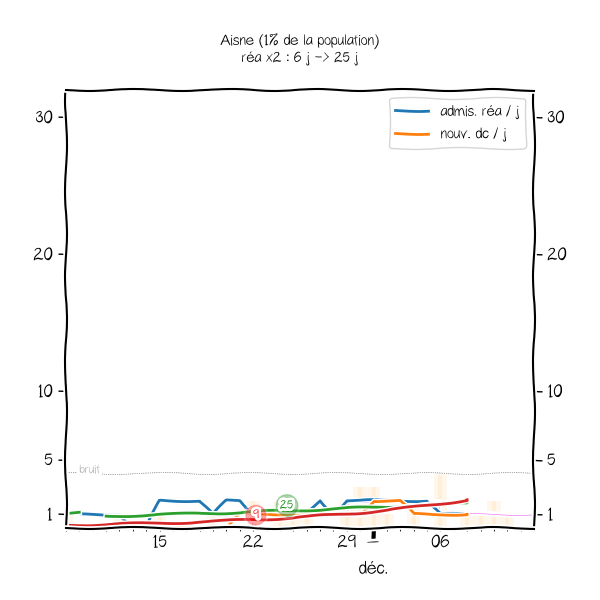 Aisne (1% de la population)
réa x2 : 6 j -> 25 j
admis. réa / j
nouv. dc / j
30
30
20
20
10
10
5
5
bruit
25
9
1
1
15
22
29
06
déc.